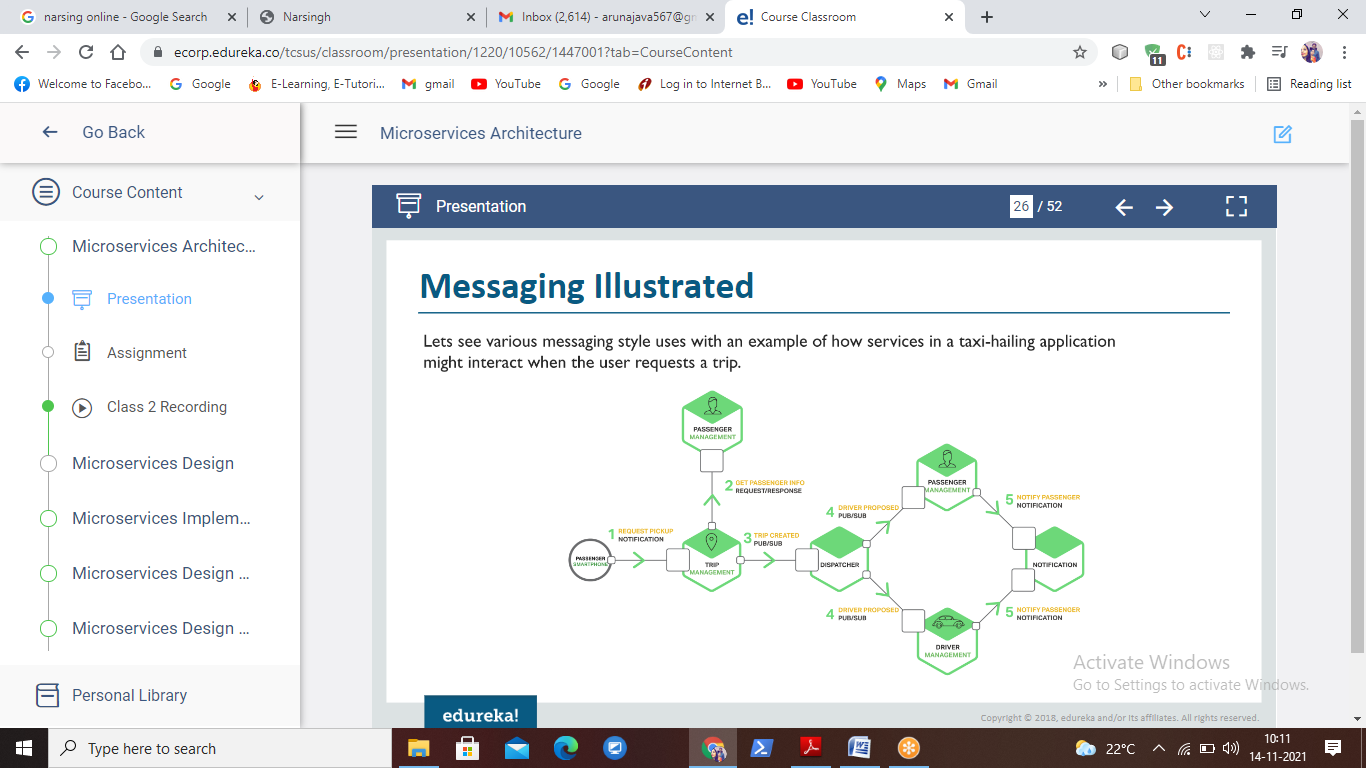 narsing online - Google Search
Narsingh
Inbox (2,614) - arunajava567@gm
Course Classroom
ecorp.edureka.co/tcsus/classroom/presentation/1220/10562/1447001?tab=CourseContent
11
Welcome to Facebo...
Google
E-Learning, E-Tutori...
gmail
YouTube
Google
Log in to Internet B...
YouTube
Maps
Gmail
»
Other bookmarks
Reading list
Go Back
Microservices Architecture
Course Content
Presentation
26 / 52
Microservices Architec...
Presentation
Assignment
Class 2 Recording
Microservices Design
Microservices Implem...
Microservices Design ...
Microservices Design ...
Personal Library
Messaging Illustrated
Lets see various messaging style uses with an example of how services in a taxi-hailing application
might interact when the user requests a trip.
PASSENGER
MANAGEMENT
2 GET PASSENGER INFO
REQUEST/RESPONSE
1 REQUEST PICKUP
NOTIFICATION
PASSENGER
SMARTPHONE
TRIP
MANAGEMENT
3 TRIP CREATED
PUB/SUB
DISPATCHER
4 DRIVER PROPOSED
PUB/SUB
PASSENGER
MANAGEMENT
5 NOTIFY PASSENGER
NOTIFICATION
NOTIFICATION
4 DRIVER PROPOSED
PUB/SUB
DRIVER
MANAGEMENT
5 NOTIFY PASSENGER
NOTIFICATION
Activate Windows
Go to Settings to activate Windows.
edureka!
Copyright © 2018, edureka and/or its affiliates. All rights reserved.
Type here to search
22°C
10:11
14-11-2021